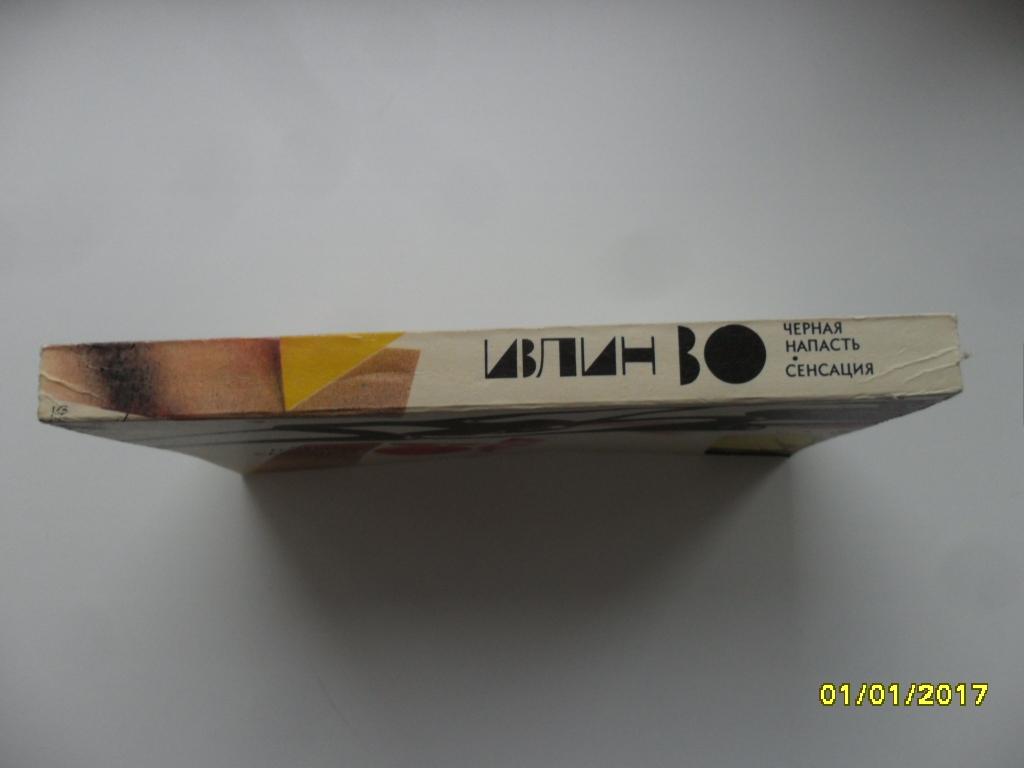 ИВЛИН ВО
ЧЕРНАЯ
НАПАСТЬ
•
СЕНСАЦИЯ
01/01/2017